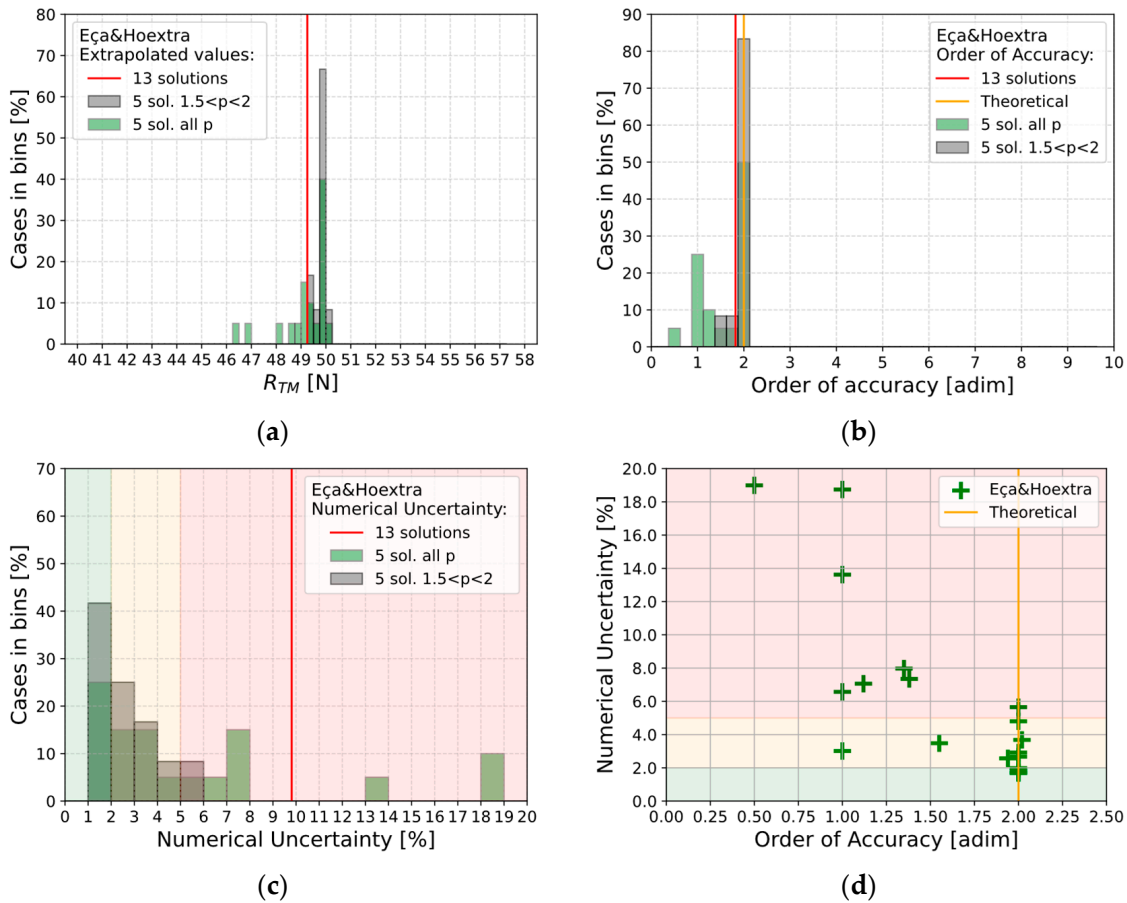 80
70
60
50
40
30
20
10
0
Cases in bins [%]
Eça&Hoextra
Extrapolated values:
13 solutions
5 sol. 1.5<p<2
5 sol. all p
40 41 42 43 44 45 46 47 48 49 50 51 52 53 54 55 56 57 58
R_TM [N]
(a)
90
80
70
60
50
40
30
20
10
0
Cases in bins [%]
Eça&Hoextra
Order of Accuracy:
13 solutions
Theoretical
5 sol. all p
5 sol. 1.5<p<2
0 1 2 3 4 5 6 7 8 9 10
Order of accuracy [adim]
(b)
70
60
50
40
30
20
10
0
Cases in bins [%]
Eça&Hoextra
Numerical Uncertainty:
13 solutions
5 sol. all p
5 sol. 1.5<p<2
0 1 2 3 4 5 6 7 8 9 10 11 12 13 14 15 16 17 18 19 20
Numerical Uncertainty [%]
(c)
20.0
18.0
16.0
14.0
12.0
10.0
8.0
6.0
4.0
2.0
0.0
Numerical Uncertainty [%]
Eça&Hoextra
Theoretical
0.00 0.25 0.50 0.75 1.00 1.25 1.50 1.75 2.00 2.25 2.50
Order of Accuracy [adim]
(d)